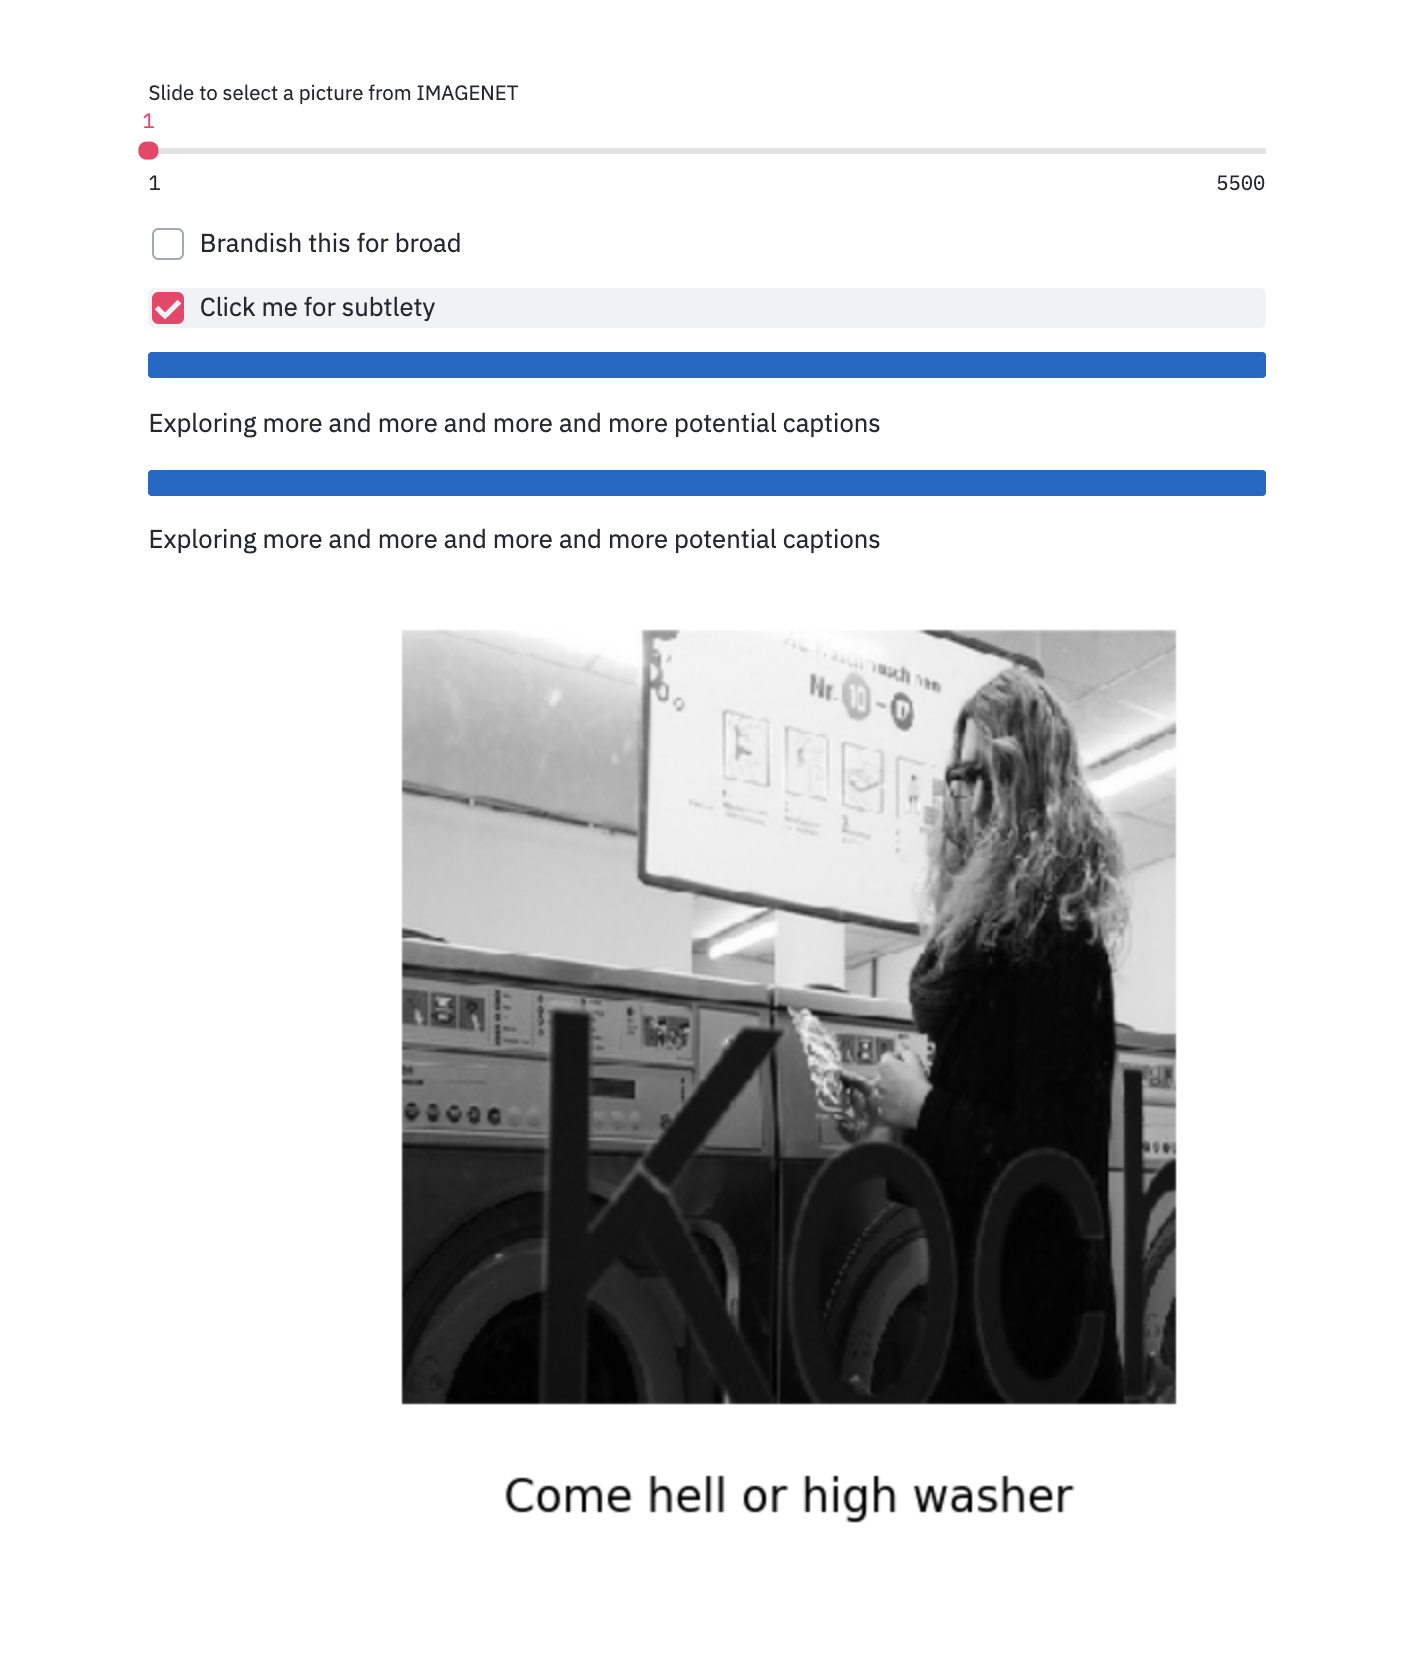 Slide to select a picture from IMAGENET
1
1
5500
Brandish this for broad
Click me for subtlety
Exploring more and more and more and more potential captions
Exploring more and more and more and more potential captions
Nr. 10 –
Koch
Come hell or high washer